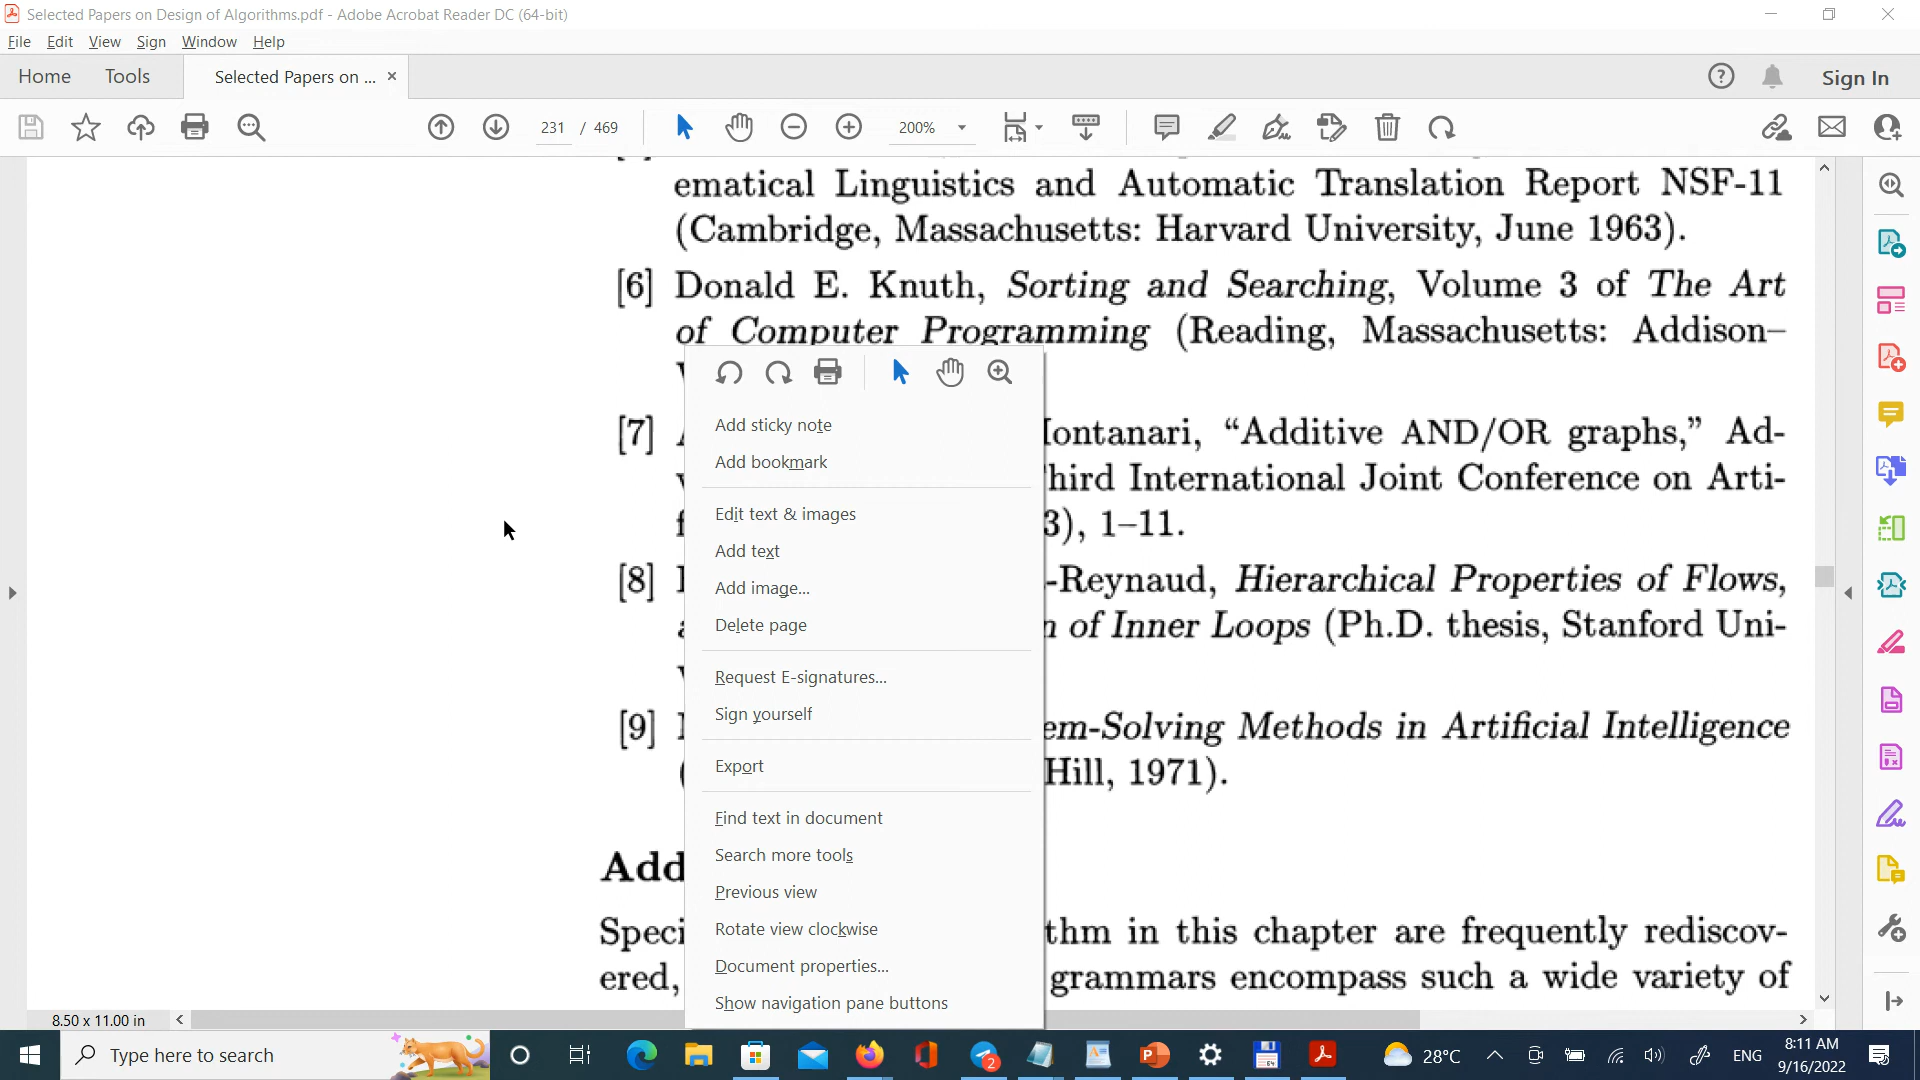 Selected Papers on Design of Algorithms.pdf - Adobe Acrobat Reader DC (64-bit)
File Edit View Sign Window Help
Home Tools Selected Papers on ... × Sign In
231 / 469 200%
ematical Linguistics and Automatic Translation Report NSF-11
(Cambridge, Massachusetts: Harvard University, June 1963).
[6] Donald E. Knuth, Sorting and Searching, Volume 3 of The Art
of Computer Programming (Reading, Massachusetts: Addison–
[7] ontanari, “Additive AND/OR graphs,” Ad-
hird International Joint Conference on Arti-
3), 1–11.
[8] -Reynaud, Hierarchical Properties of Flows,
n of Inner Loops (Ph.D. thesis, Stanford Uni-
[9] em-Solving Methods in Artificial Intelligence
Hill, 1971).
Add
Speci thm in this chapter are frequently rediscov-
ered, grammars encompass such a wide variety of
Add sticky note
Add bookmark
Edit text & images
Add text
Add image...
Delete page
Request E-signatures...
Sign yourself
Export
Find text in document
Search more tools
Previous view
Rotate view clockwise
Document properties...
Show navigation pane buttons
8.50 x 11.00 in
Type here to search
2
64
28°C
ENG
8:11 AM
9/16/2022